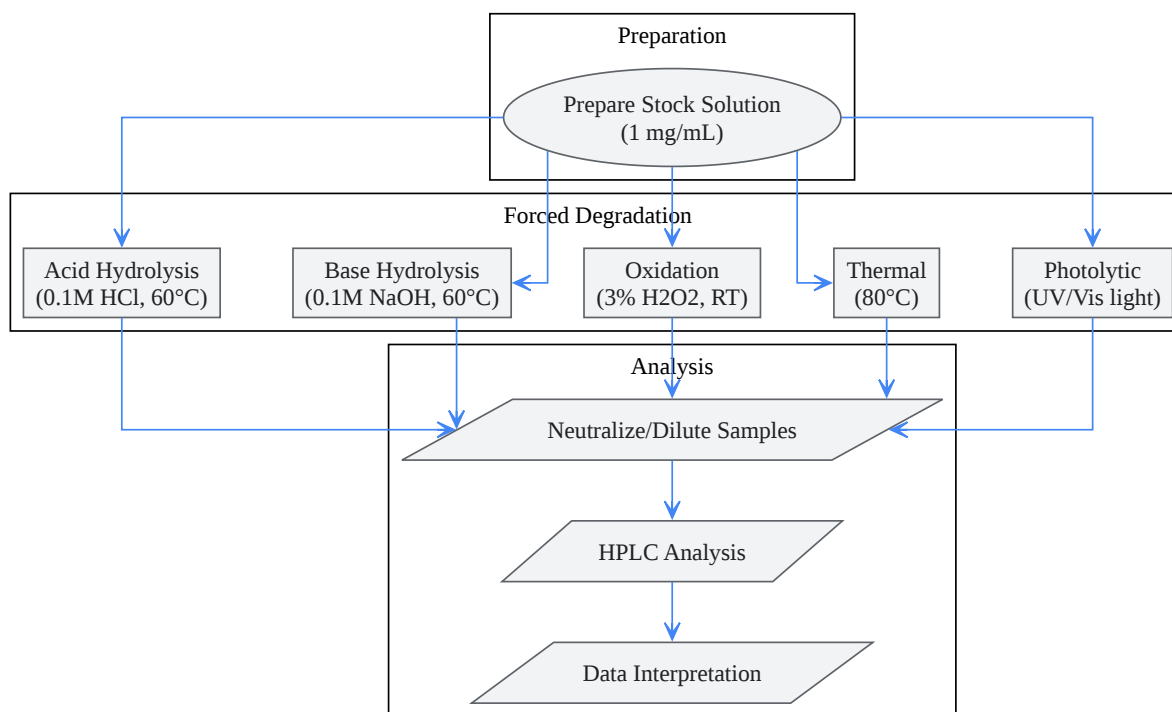 Preparation
Prepare Stock Solution
(1 mg/mL)
Forced Degradation
Acid Hydrolysis
(0.1M HCl, 60°C)
Base Hydrolysis
(0.1M NaOH, 60°C)
Oxidation
(3% H2O2, RT)
Thermal
(80°C)
Photolytic
(UV/Vis light)
Analysis
Neutralize/Dilute Samples
HPLC Analysis
Data Interpretation